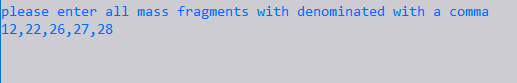 please enter all mass fragments with denominated with a comma
12,22,26,27,28